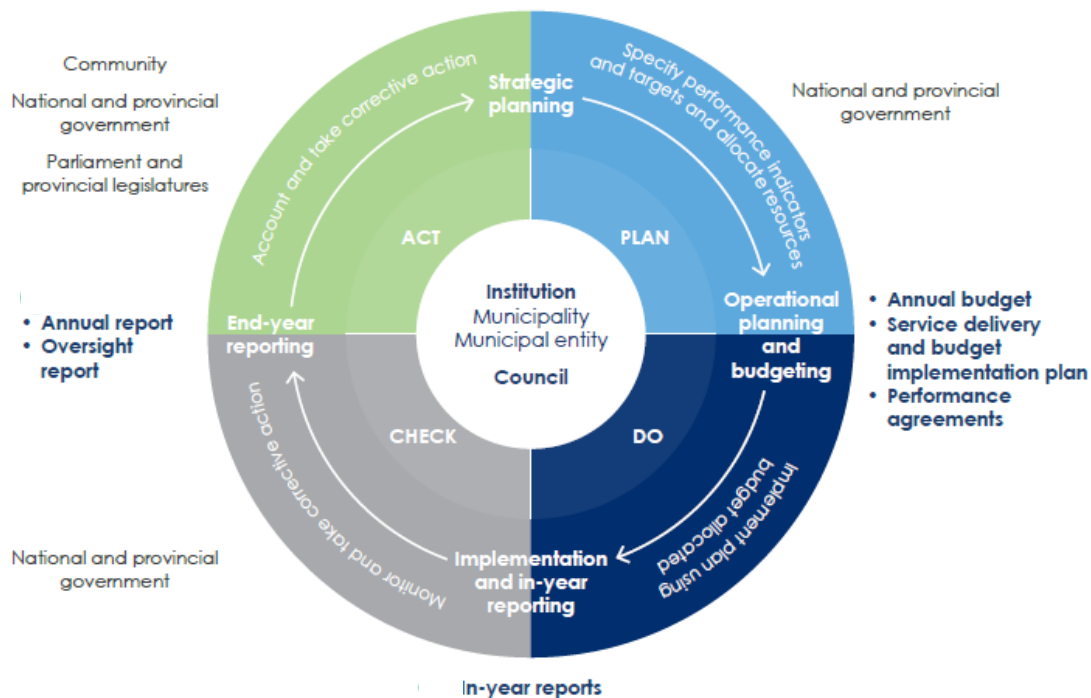 Community
National and provincial
government
Parliament and
provincial legislatures
Account and take corrective action
Strategic
planning
Specify performance indicators
and targets and allocate resources
National and provincial
government
ACT
PLAN
Institution
Municipality
Municipal entity
Council
• Annual report
• Oversight
report
End-year
reporting
Operational
planning
and
budgeting
• Annual budget
• Service delivery
and budget
implementation plan
• Performance
agreements
CHECK
DO
Monitor and take corrective action
Implement plan using
budget allocated
National and provincial
government
Implementation
and in-year
reporting
In-year reports